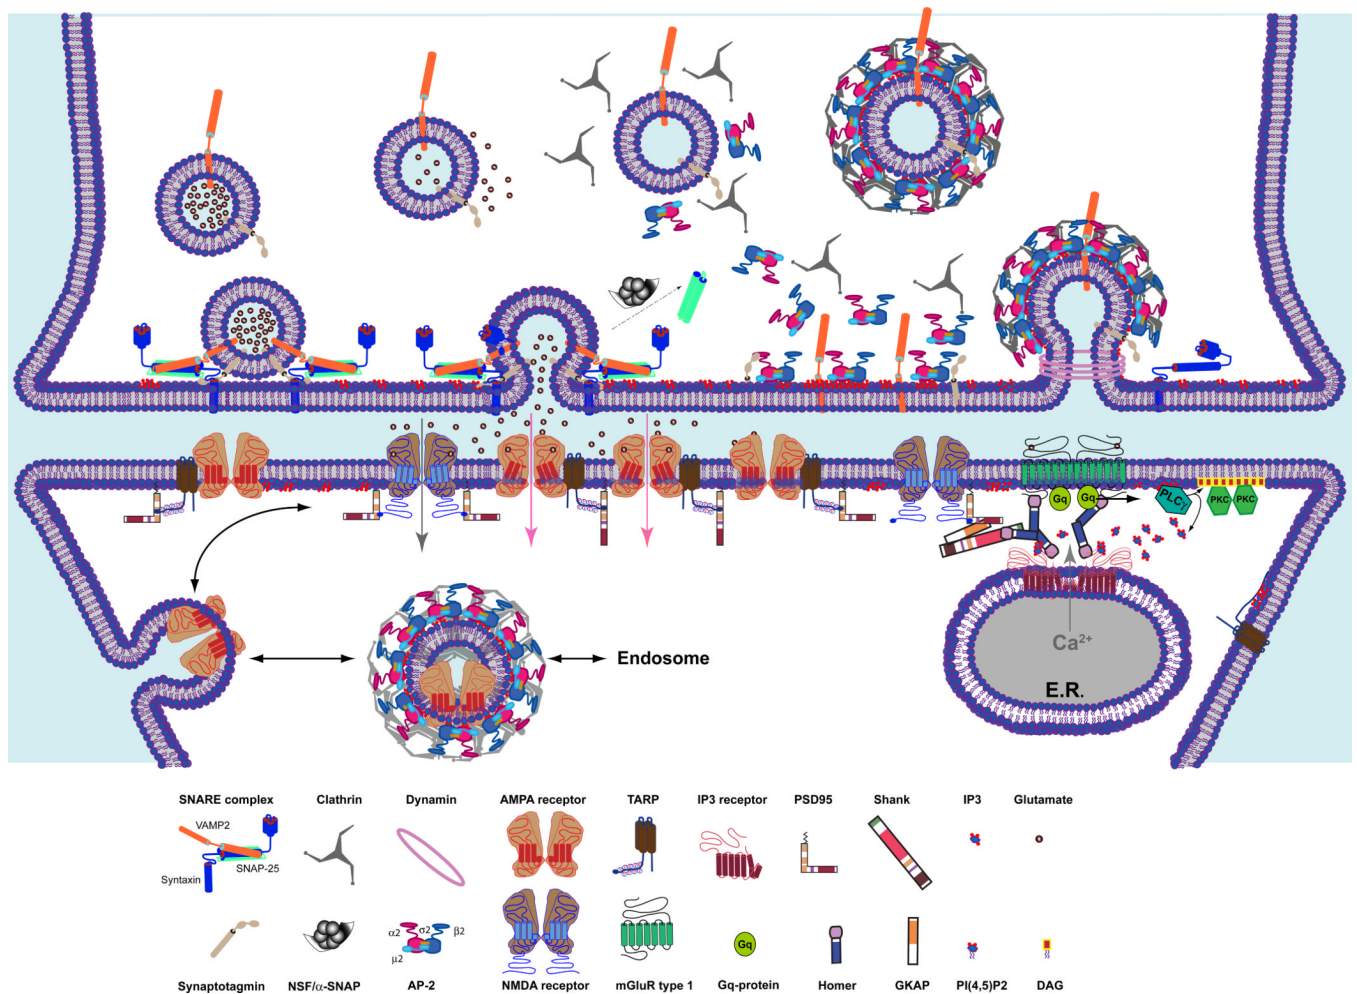 Gq
Gq
PLCγ
PKC
PKC
Endosome
Ca2+
E.R.
SNARE complex
Clathrin
Dynamin
AMPA receptor
TARP
IP3 receptor
PSD95
Shank
IP3
Glutamate
VAMP2
SNAP-25
Syntaxin
α2
σ2
β2
μ2
Gq
Synaptotagmin
NSF/α-SNAP
AP-2
NMDA receptor
mGluR type 1
Gq-protein
Homer
GKAP
PI(4,5)P2
DAG